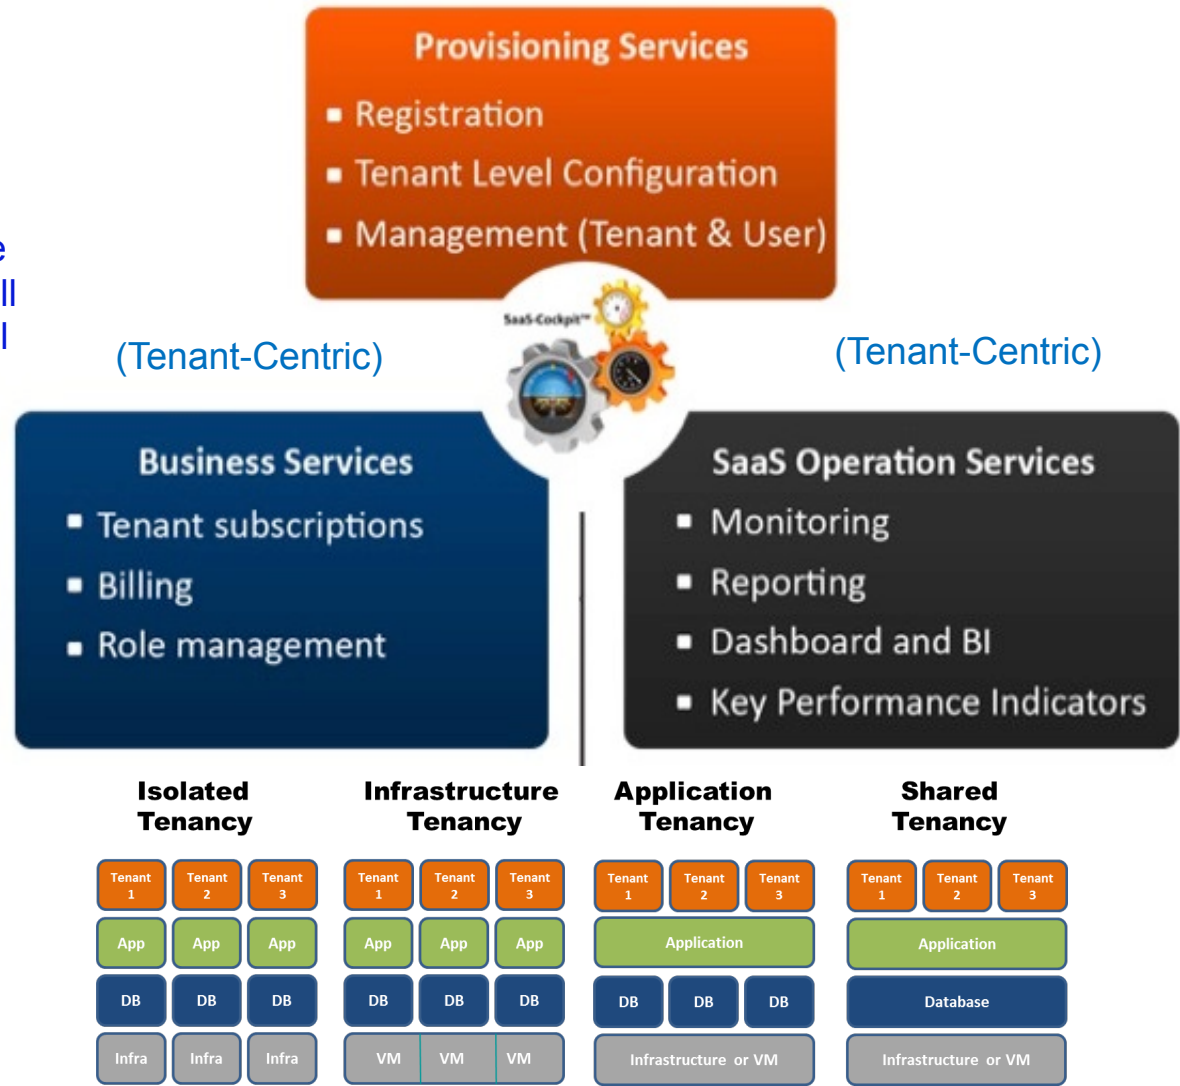 Provisioning Services
Registration
Tenant Level Configuration
Management (Tenant & User)
SaaS-Cockpit™
(Tenant-Centric)
(Tenant-Centric)
Business Services
Tenant subscriptions
Billing
Role management
SaaS Operation Services
Monitoring
Reporting
Dashboard and BI
Key Performance Indicators
Isolated
Tenancy
Tenant 1 Tenant 2 Tenant 3
App App App
DB DB DB
Infra Infra Infra
Infrastructure
Tenancy
Tenant 1 Tenant 2 Tenant 3
App App App
DB DB DB
VM VM VM
Application
Tenancy
Tenant 1 Tenant 2 Tenant 3
Application
DB DB DB
Infrastructure or VM
Shared
Tenancy
Tenant 1 Tenant 2 Tenant 3
Application
Database
Infrastructure or VM